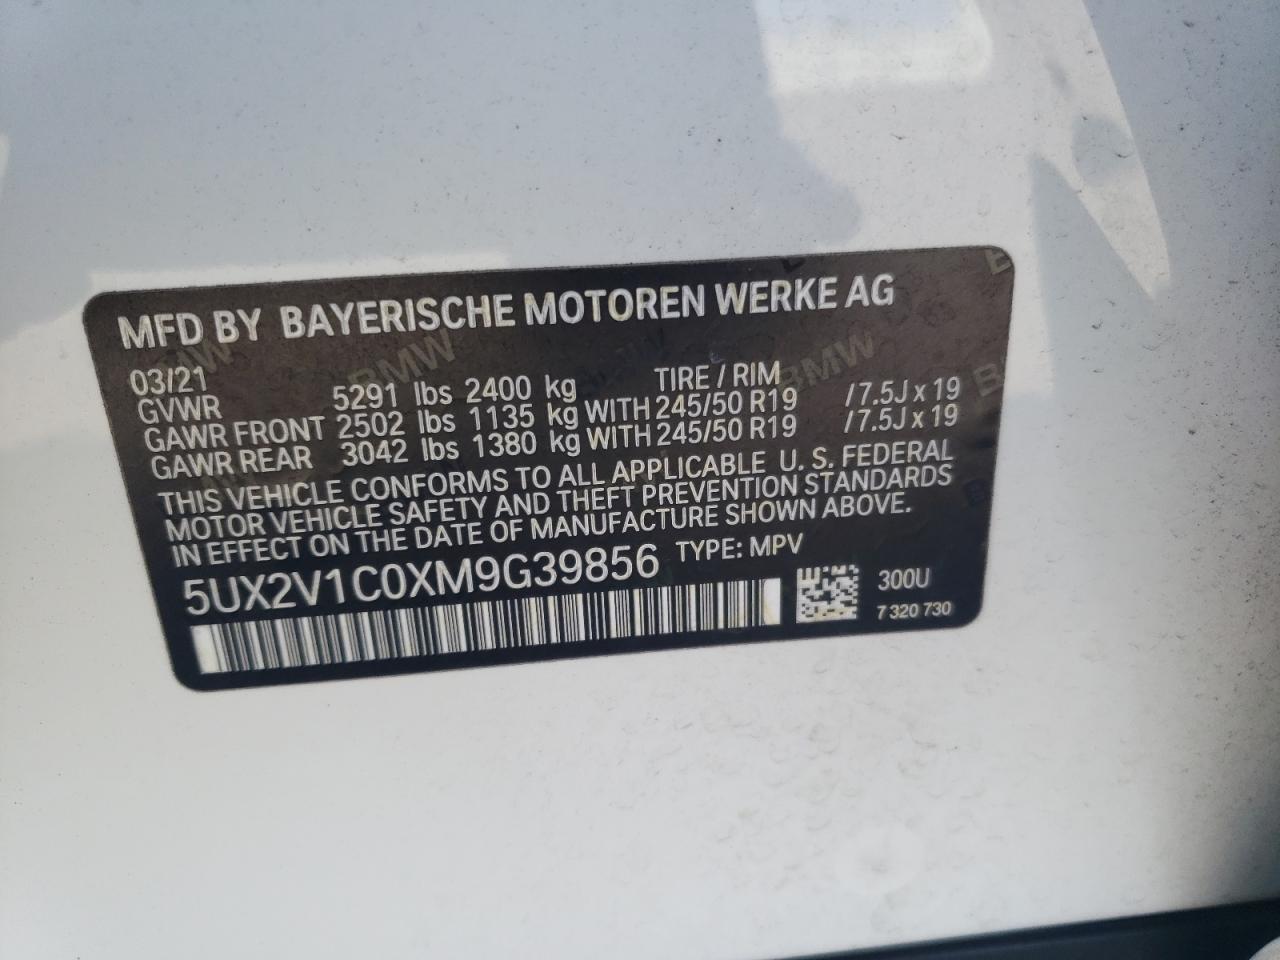 MFD BY BAYERISCHE MOTOREN WERKE AG
03/21 TIRE / RIM
GVWR 5291 lbs 2400 kg
GAWR FRONT 2502 lbs 1135 kg WITH 245/50 R19 / 7.5J x 19
GAWR REAR 3042 lbs 1380 kg WITH 245/50 R19 / 7.5J x 19
THIS VEHICLE CONFORMS TO ALL APPLICABLE U. S. FEDERAL
MOTOR VEHICLE SAFETY AND THEFT PREVENTION STANDARDS
IN EFFECT ON THE DATE OF MANUFACTURE SHOWN ABOVE.
5UX2V1C0XM9G39856 TYPE: MPV
300U
7 320 730
BMW
BMW
BMW